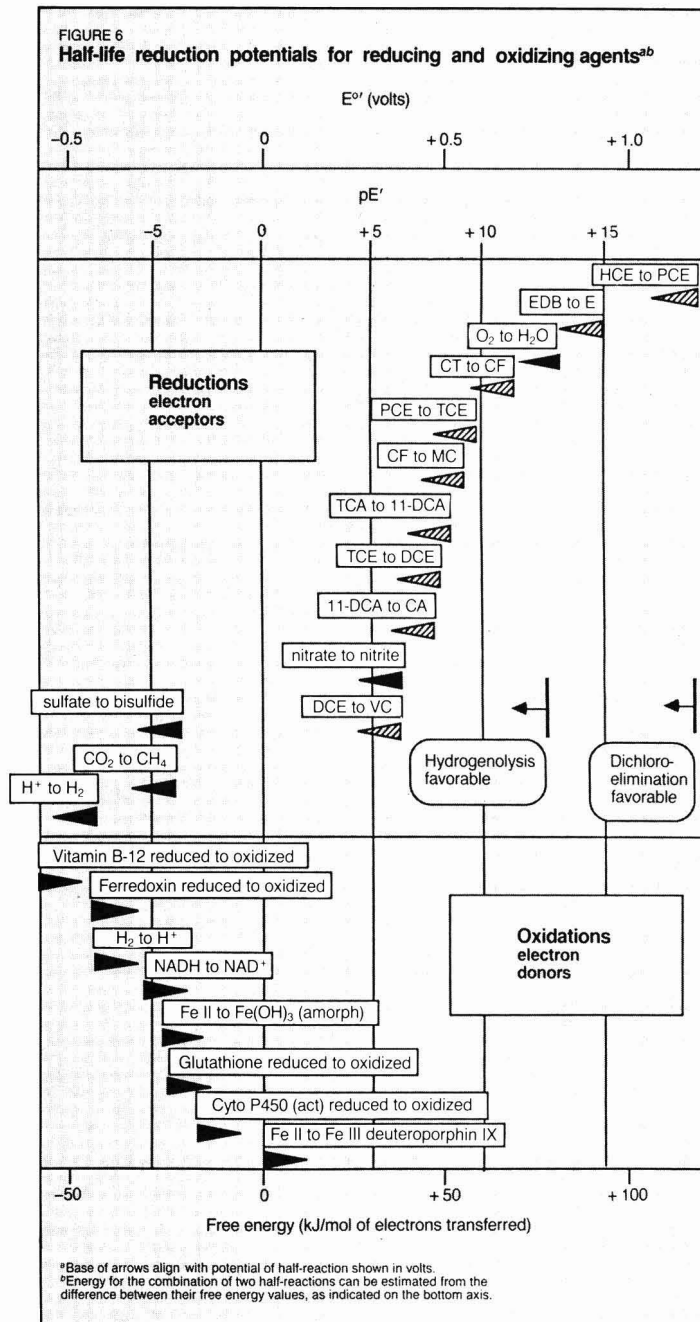 FIGURE 6
Half-life reduction potentials for reducing and oxidizing agentsᵃᵇ
E°′ (volts)
−0.5 0 +0.5 +1.0
pE′
−5 0 +5 +10 +15
HCE to PCE
EDB to E
O₂ to H₂O
CT to CF
Reductions
electron
acceptors
PCE to TCE
CF to MC
TCA to 11-DCA
TCE to DCE
11-DCA to CA
nitrate to nitrite
sulfate to bisulfide
DCE to VC
CO₂ to CH₄
H⁺ to H₂
Hydrogenolysis
favorable
Dichloro-
elimination
favorable
Vitamin B-12 reduced to oxidized
Ferredoxin reduced to oxidized
H₂ to H⁺
NADH to NAD⁺
Oxidations
electron
donors
Fe II to Fe(OH)₃ (amorph)
Glutathione reduced to oxidized
Cyto P450 (act) reduced to oxidized
Fe II to Fe III deuteroporphin IX
−50 0 +50 +100
Free energy (kJ/mol of electrons transferred)
ᵃBase of arrows align with potential of half-reaction shown in volts.
ᵇEnergy for the combination of two half-reactions can be estimated from the
difference between their free energy values, as indicated on the bottom axis.